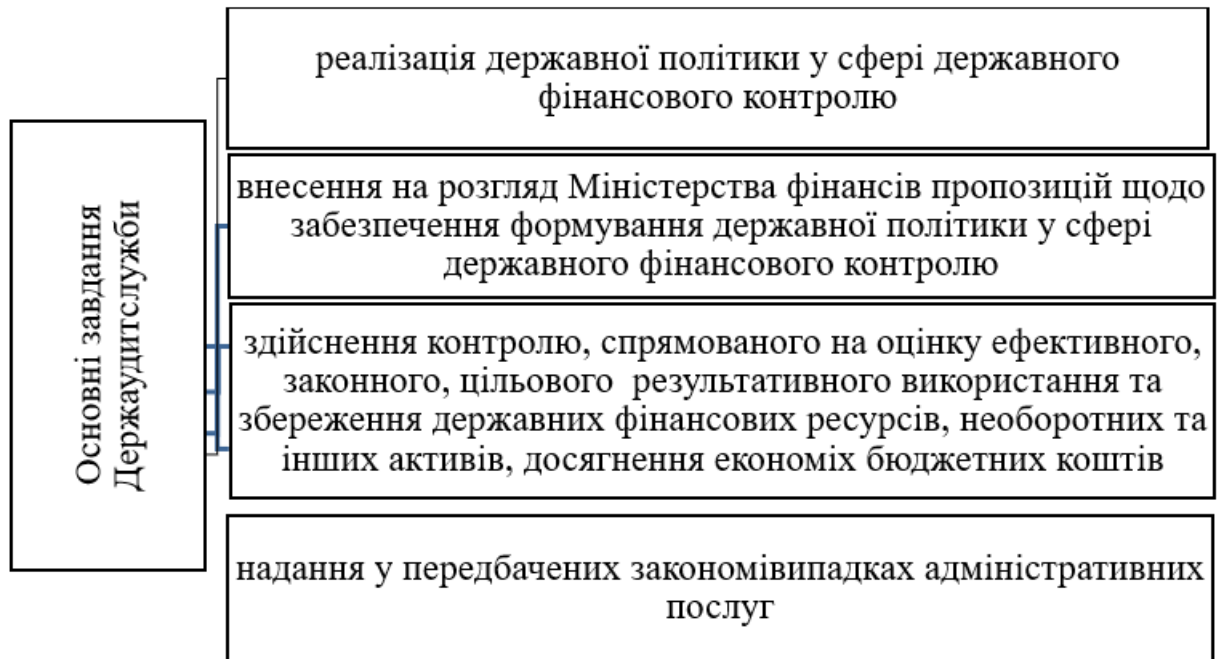 Основні завдання
Держаудитслужби
реалізація державної політики у сфері державного
фінансового контролю
внесення на розгляд Міністерства фінансів пропозицій щодо
забезпечення формування державної політики у сфері
державного фінансового контролю
здійснення контролю, спрямованого на оцінку ефективного,
законного, цільового результативного використання та
збереження державних фінансових ресурсів, необоротних та
інших активів, досягнення економіх бюджетних коштів
надання у передбачених закономівипадках адміністративних
послуг